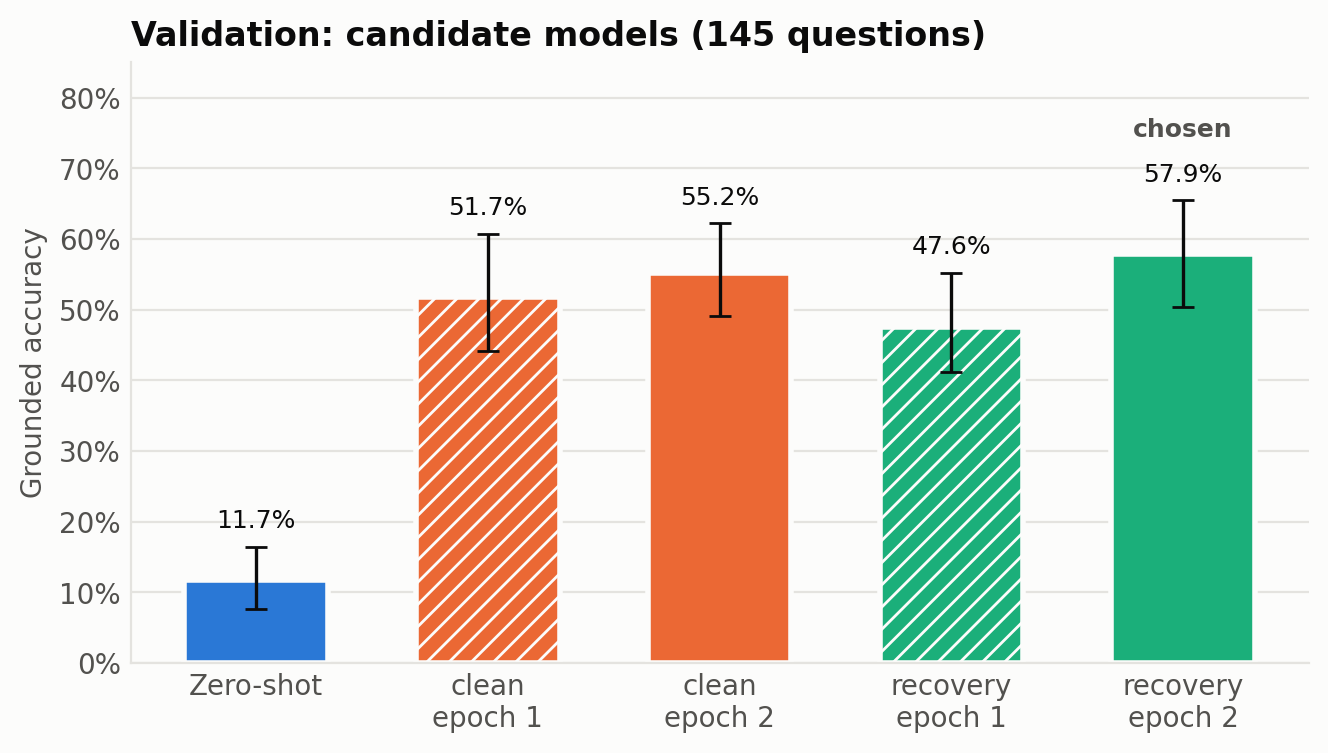 Validation: candidate models (145 questions)
Grounded accuracy
80%
70%
60%
50%
40%
30%
20%
10%
0%
11.7%
51.7%
55.2%
47.6%
chosen
57.9%
Zero-shot
clean
epoch 1
clean
epoch 2
recovery
epoch 1
recovery
epoch 2